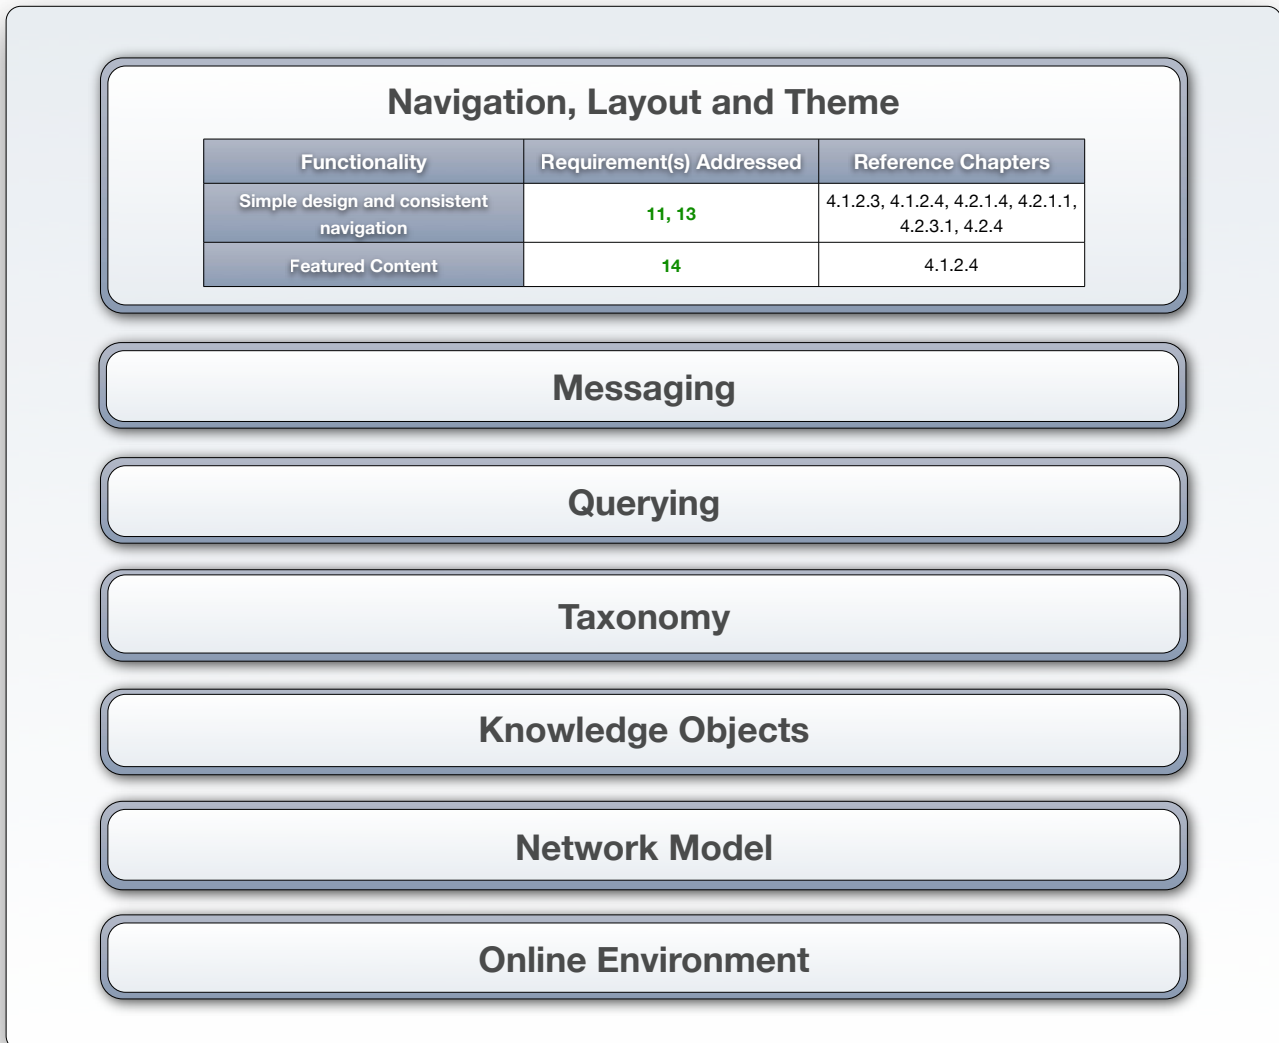 Navigation, Layout and Theme
Functionality Requirement(s) Addressed Reference Chapters
Simple design and consistent
navigation
11, 13
4.1.2.3, 4.1.2.4, 4.2.1.4, 4.2.1.1,
4.2.3.1, 4.2.4
Featured Content 14 4.1.2.4
Messaging
Querying
Taxonomy
Knowledge Objects
Network Model
Online Environment